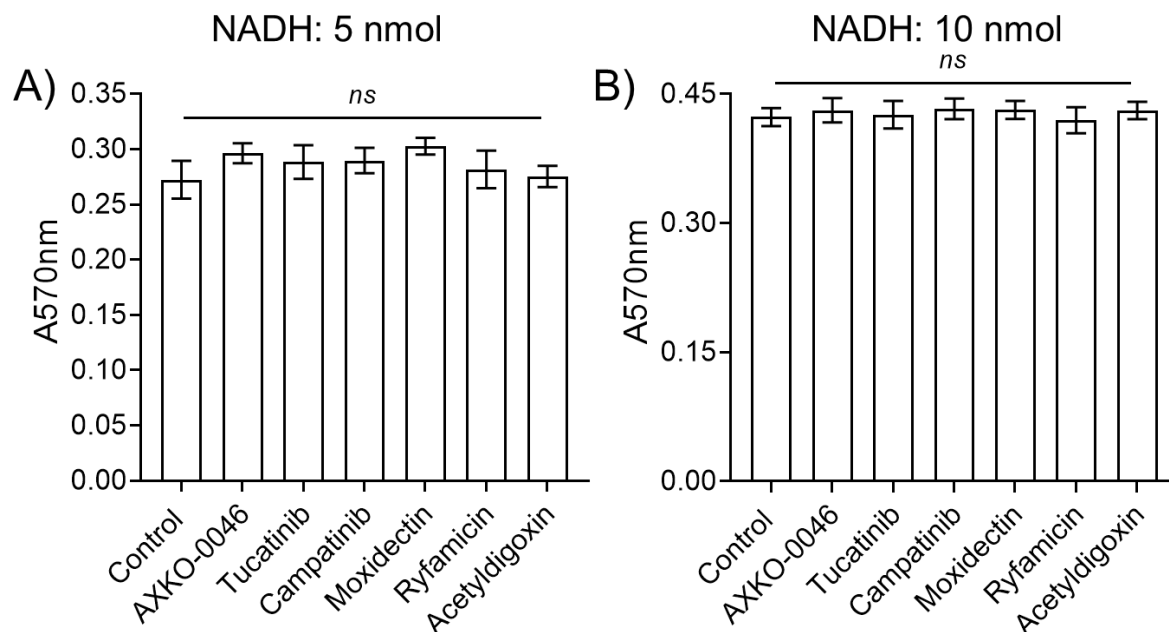 NADH: 5 nmol
A)
ns
0.35
0.30
0.25
0.20
0.15
0.10
0.05
0.00
A570nm
Control
AXKO-0046
Tucatinib
Campatinib
Moxidectin
Ryfamicin
Acetyldigoxin
NADH: 10 nmol
B)
ns
0.45
0.30
0.15
0.00
A570nm
Control
AXKO-0046
Tucatinib
Campatinib
Moxidectin
Ryfamicin
Acetyldigoxin